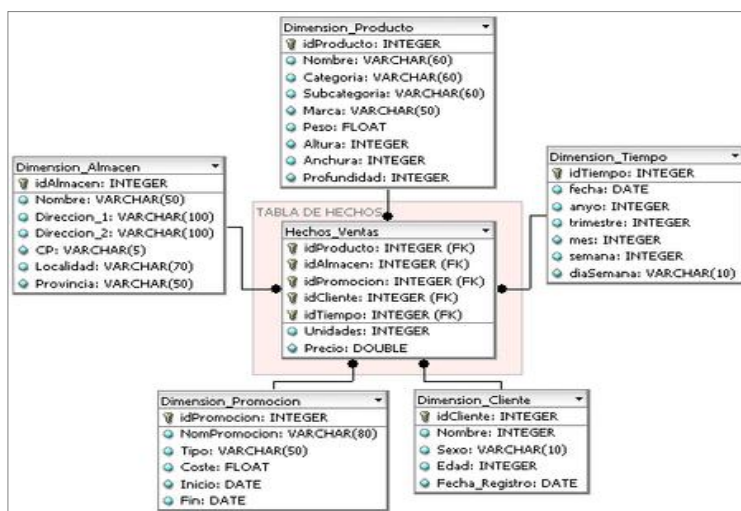 Dimension_Producto
idProducto: INTEGER
Nombre: VARCHAR(60)
Categoria: VARCHAR(60)
Subcategoria: VARCHAR(60)
Marca: VARCHAR(50)
Peso: FLOAT
Altura: INTEGER
Anchura: INTEGER
Profundidad: INTEGER
Dimension_Almacen
idAlmacen: INTEGER
Nombre: VARCHAR(50)
Direccion_1: VARCHAR(100)
Direccion_2: VARCHAR(100)
CP: VARCHAR(5)
Localidad: VARCHAR(70)
Provincia: VARCHAR(50)
Dimension_Tiempo
idTiempo: INTEGER
fecha: DATE
anyo: INTEGER
trimestre: INTEGER
mes: INTEGER
semana: INTEGER
diaSemana: VARCHAR(10)
TABLA DE HECHOS
Hechos_Ventas
idProducto: INTEGER (FK)
idAlmacen: INTEGER (FK)
idPromocion: INTEGER (FK)
idCliente: INTEGER (FK)
idTiempo: INTEGER (FK)
Unidades: INTEGER
Precio: DOUBLE
Dimension_Promocion
idPromocion: INTEGER
NomPromocion: VARCHAR(80)
Tipo: VARCHAR(50)
Coste: FLOAT
Inicio: DATE
Fin: DATE
Dimension_Cliente
idCliente: INTEGER
Nombre: INTEGER
Sexo: VARCHAR(10)
Edad: INTEGER
Fecha_Registro: DATE